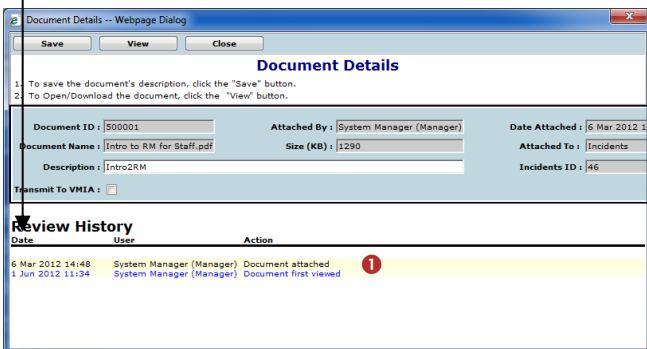 Document Details -- Webpage Dialog
Save View Close
Document Details
1. To save the document's description, click the "Save" button.
2. To Open/Download the document, click the "View" button.
Document ID : 500001 Attached By : System Manager (Manager) Date Attached : 6 Mar 2012 1
Document Name : Intro to RM for Staff.pdf Size (KB) : 1290 Attached To : Incidents
Description : Intro2RM Incidents ID : 46
Transmit To VMIA :
Review History
Date User Action
6 Mar 2012 14:48 System Manager (Manager) Document attached 1
1 Jun 2012 11:34 System Manager (Manager) Document first viewed